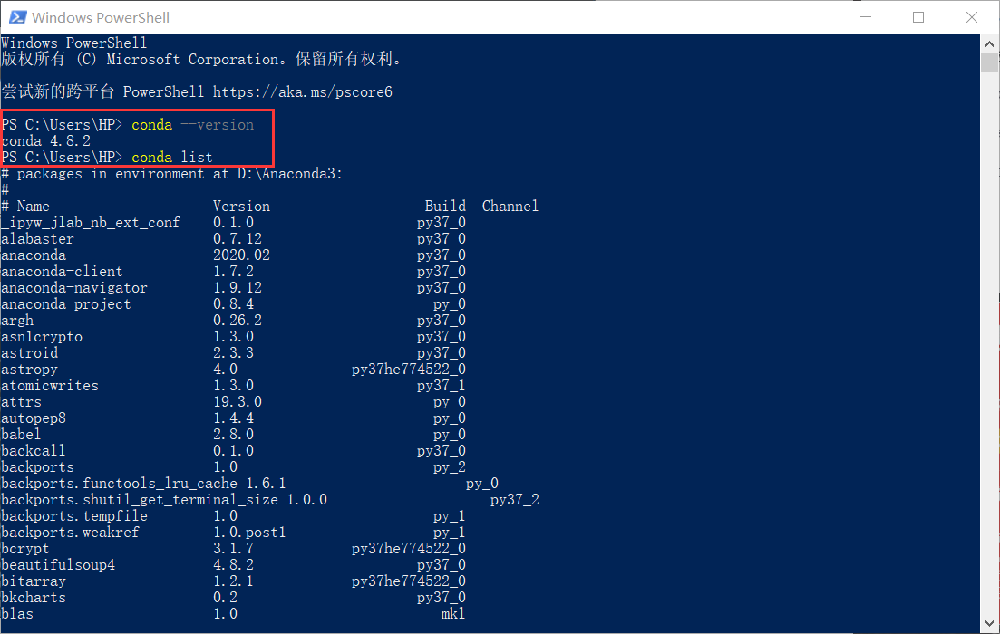 Windows PowerShell
Windows PowerShell
版权所有 (C) Microsoft Corporation。保留所有权利。
尝试新的跨平台 PowerShell https://aka.ms/pscore6
PS C:\Users\HP> conda --version
conda 4.8.2
PS C:\Users\HP> conda list
# packages in environment at D:\Anaconda3:
#
# Name Version Build Channel
_ipyw_jlab_nb_ext_conf 0.1.0 py37_0
alabaster 0.7.12 py37_0
anaconda 2020.02 py37_0
anaconda-client 1.7.2 py37_0
anaconda-navigator 1.9.12 py37_0
anaconda-project 0.8.4 py_0
argh 0.26.2 py37_0
asn1crypto 1.3.0 py37_0
astroid 2.3.3 py37_0
astropy 4.0 py37he774522_0
atomicwrites 1.3.0 py37_1
attrs 19.3.0 py_0
autopep8 1.4.4 py_0
babel 2.8.0 py_0
backcall 0.1.0 py37_0
backports 1.0 py_2
backports.functools_lru_cache 1.6.1 py_0
backports.shutil_get_terminal_size 1.0.0 py37_2
backports.tempfile 1.0 py_1
backports.weakref 1.0.post1 py_1
bcrypt 3.1.7 py37he774522_0
beautifulsoup4 4.8.2 py37_0
bitarray 1.2.1 py37he774522_0
bkcharts 0.2 py37_0
blas 1.0 mkl